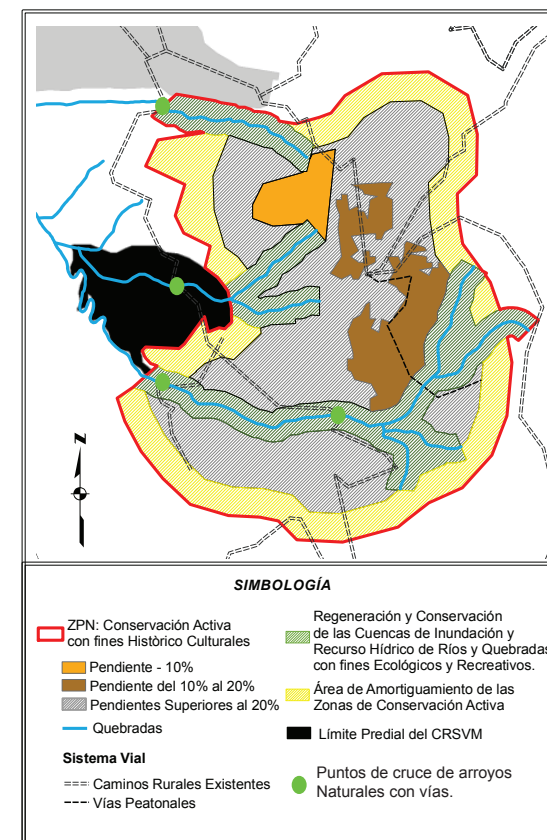 N
SIMBOLOGÍA
ZPN: Conservación Activa
con fines Històrico Culturales
Pendiente - 10%
Pendiente del 10% al 20%
Pendientes Superiores al 20%
Quebradas
Sistema Vial
Caminos Rurales Existentes
Vías Peatonales
Regeneración y Conservación
de las Cuencas de Inundación y
Recurso Hídrico de Ríos y Quebradas
con fines Ecológicos y Recreativos.
Área de Amortiguamiento de las
Zonas de Conservación Activa
Límite Predial del CRSVM
Puntos de cruce de arroyos
Naturales con vías.